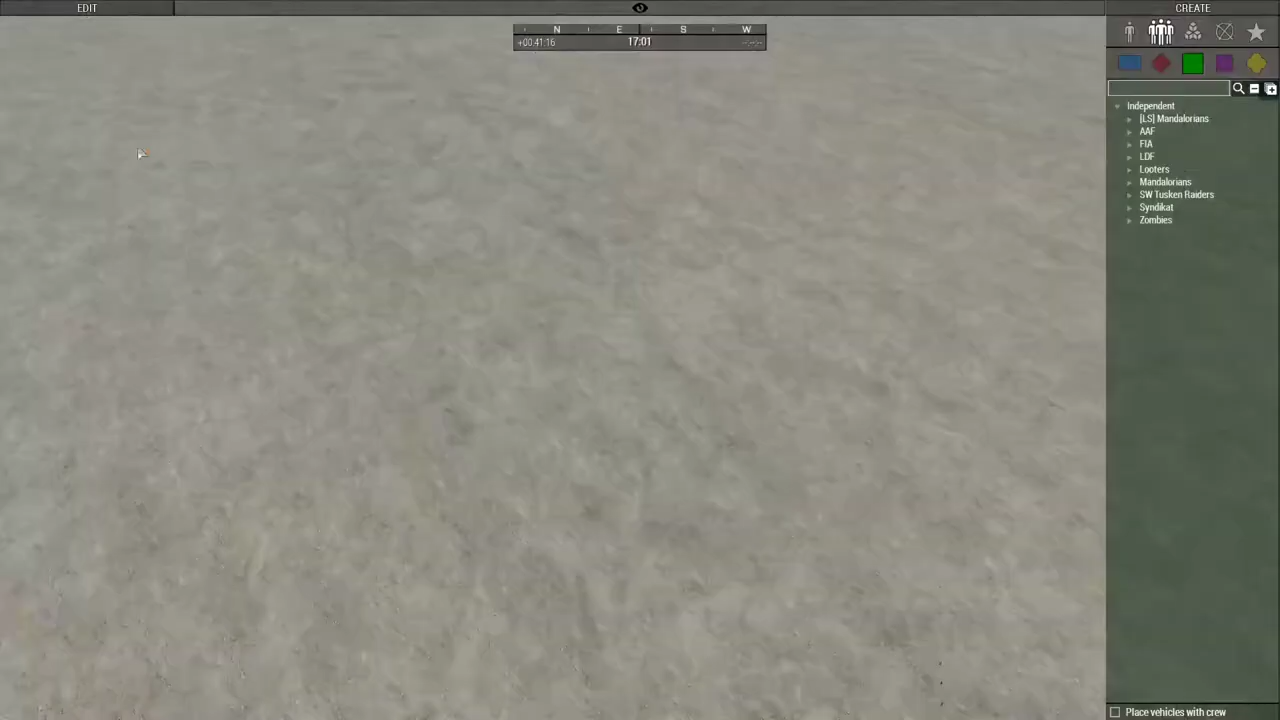 EDIT
CREATE
N E S W
+00:41:16 17:01 --:--:--
Independent
[LS] Mandalorians
AAF
FIA
LDF
Looters
Mandalorians
SW Tusken Raiders
Syndikat
Zombies
Place vehicles with crew